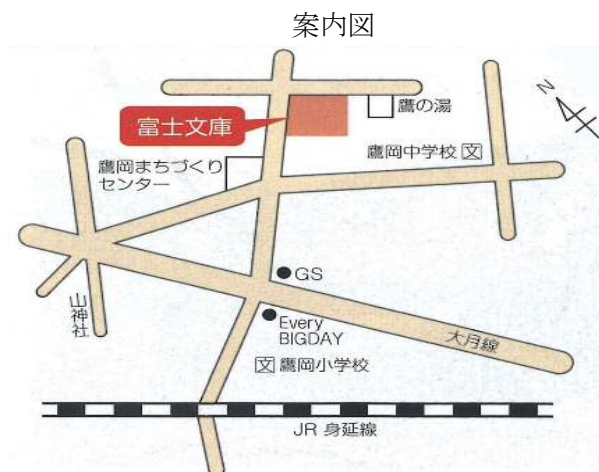 案内図
N
富士文庫
鷹の湯
鷹岡中学校 文
鷹岡まちづくり
センター
山神社
GS
Every
BIGDAY
大月線
文 鷹岡小学校
JR 身延線